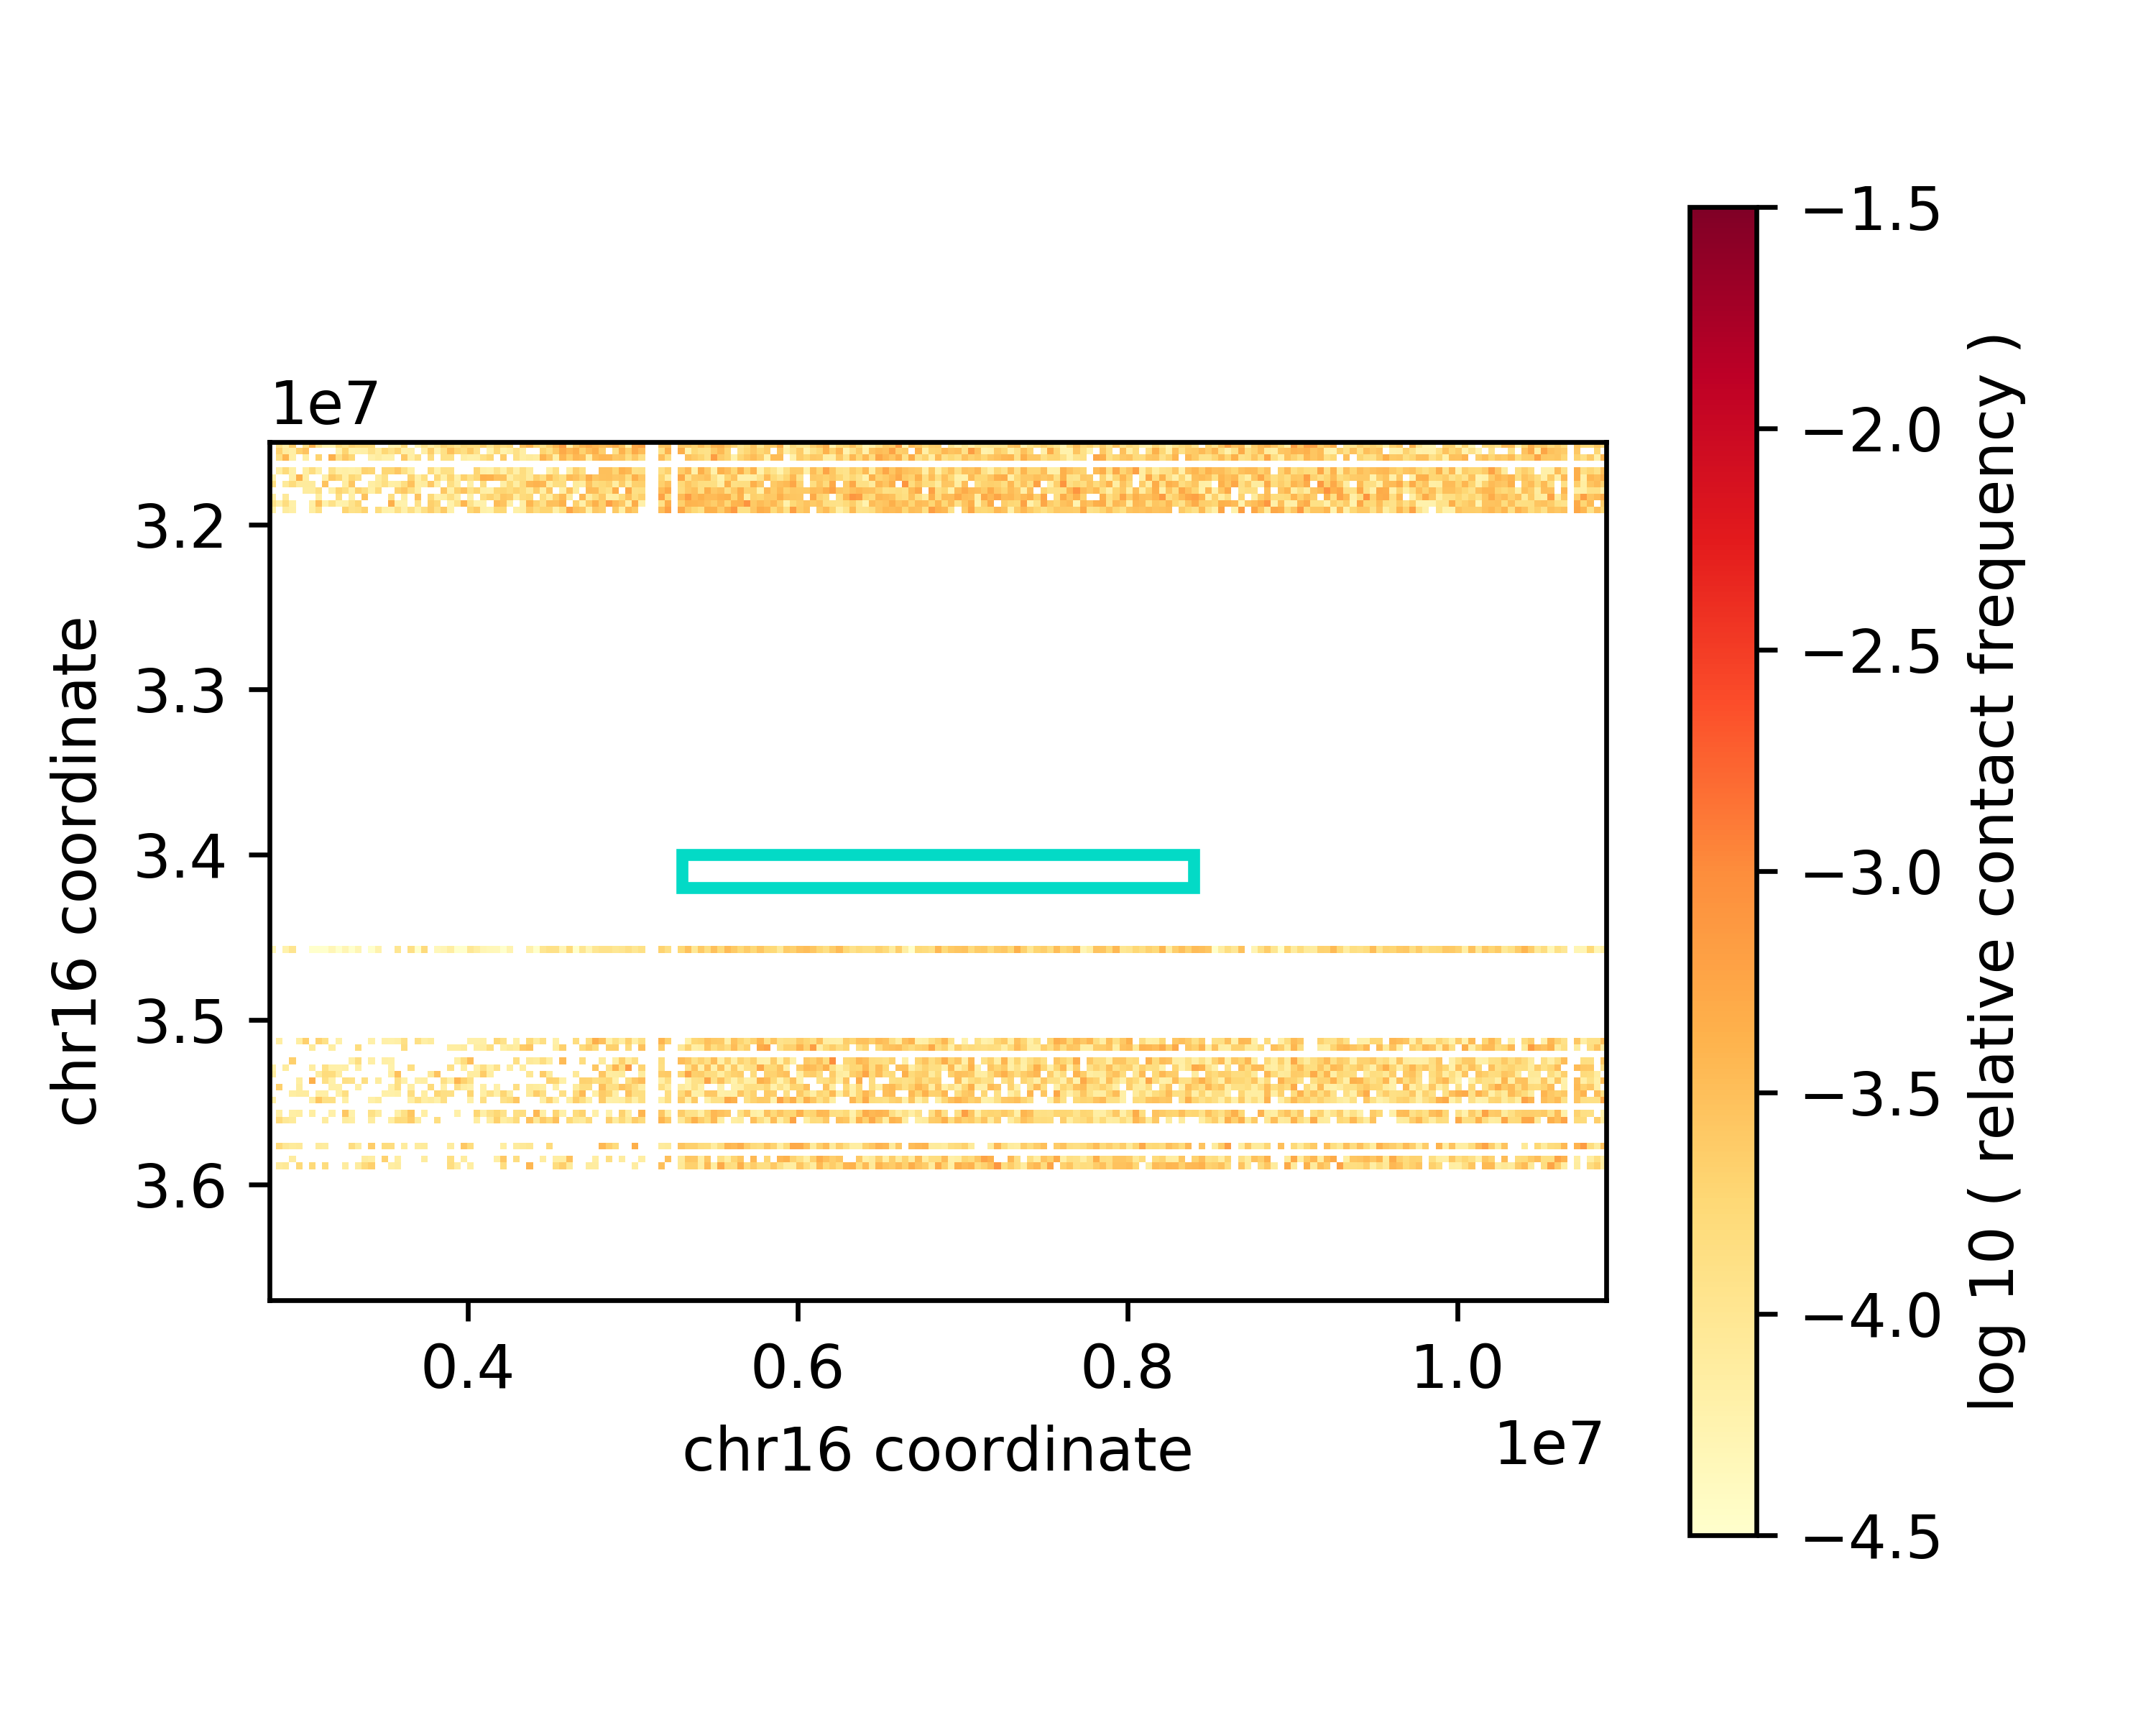 1e7
3.2
3.3
3.4
3.5
3.6
chr16 coordinate
0.4 0.6 0.8 1.0
chr16 coordinate
1e7
−1.5
−2.0
−2.5
−3.0
−3.5
−4.0
−4.5
log 10 ( relative contact frequency )